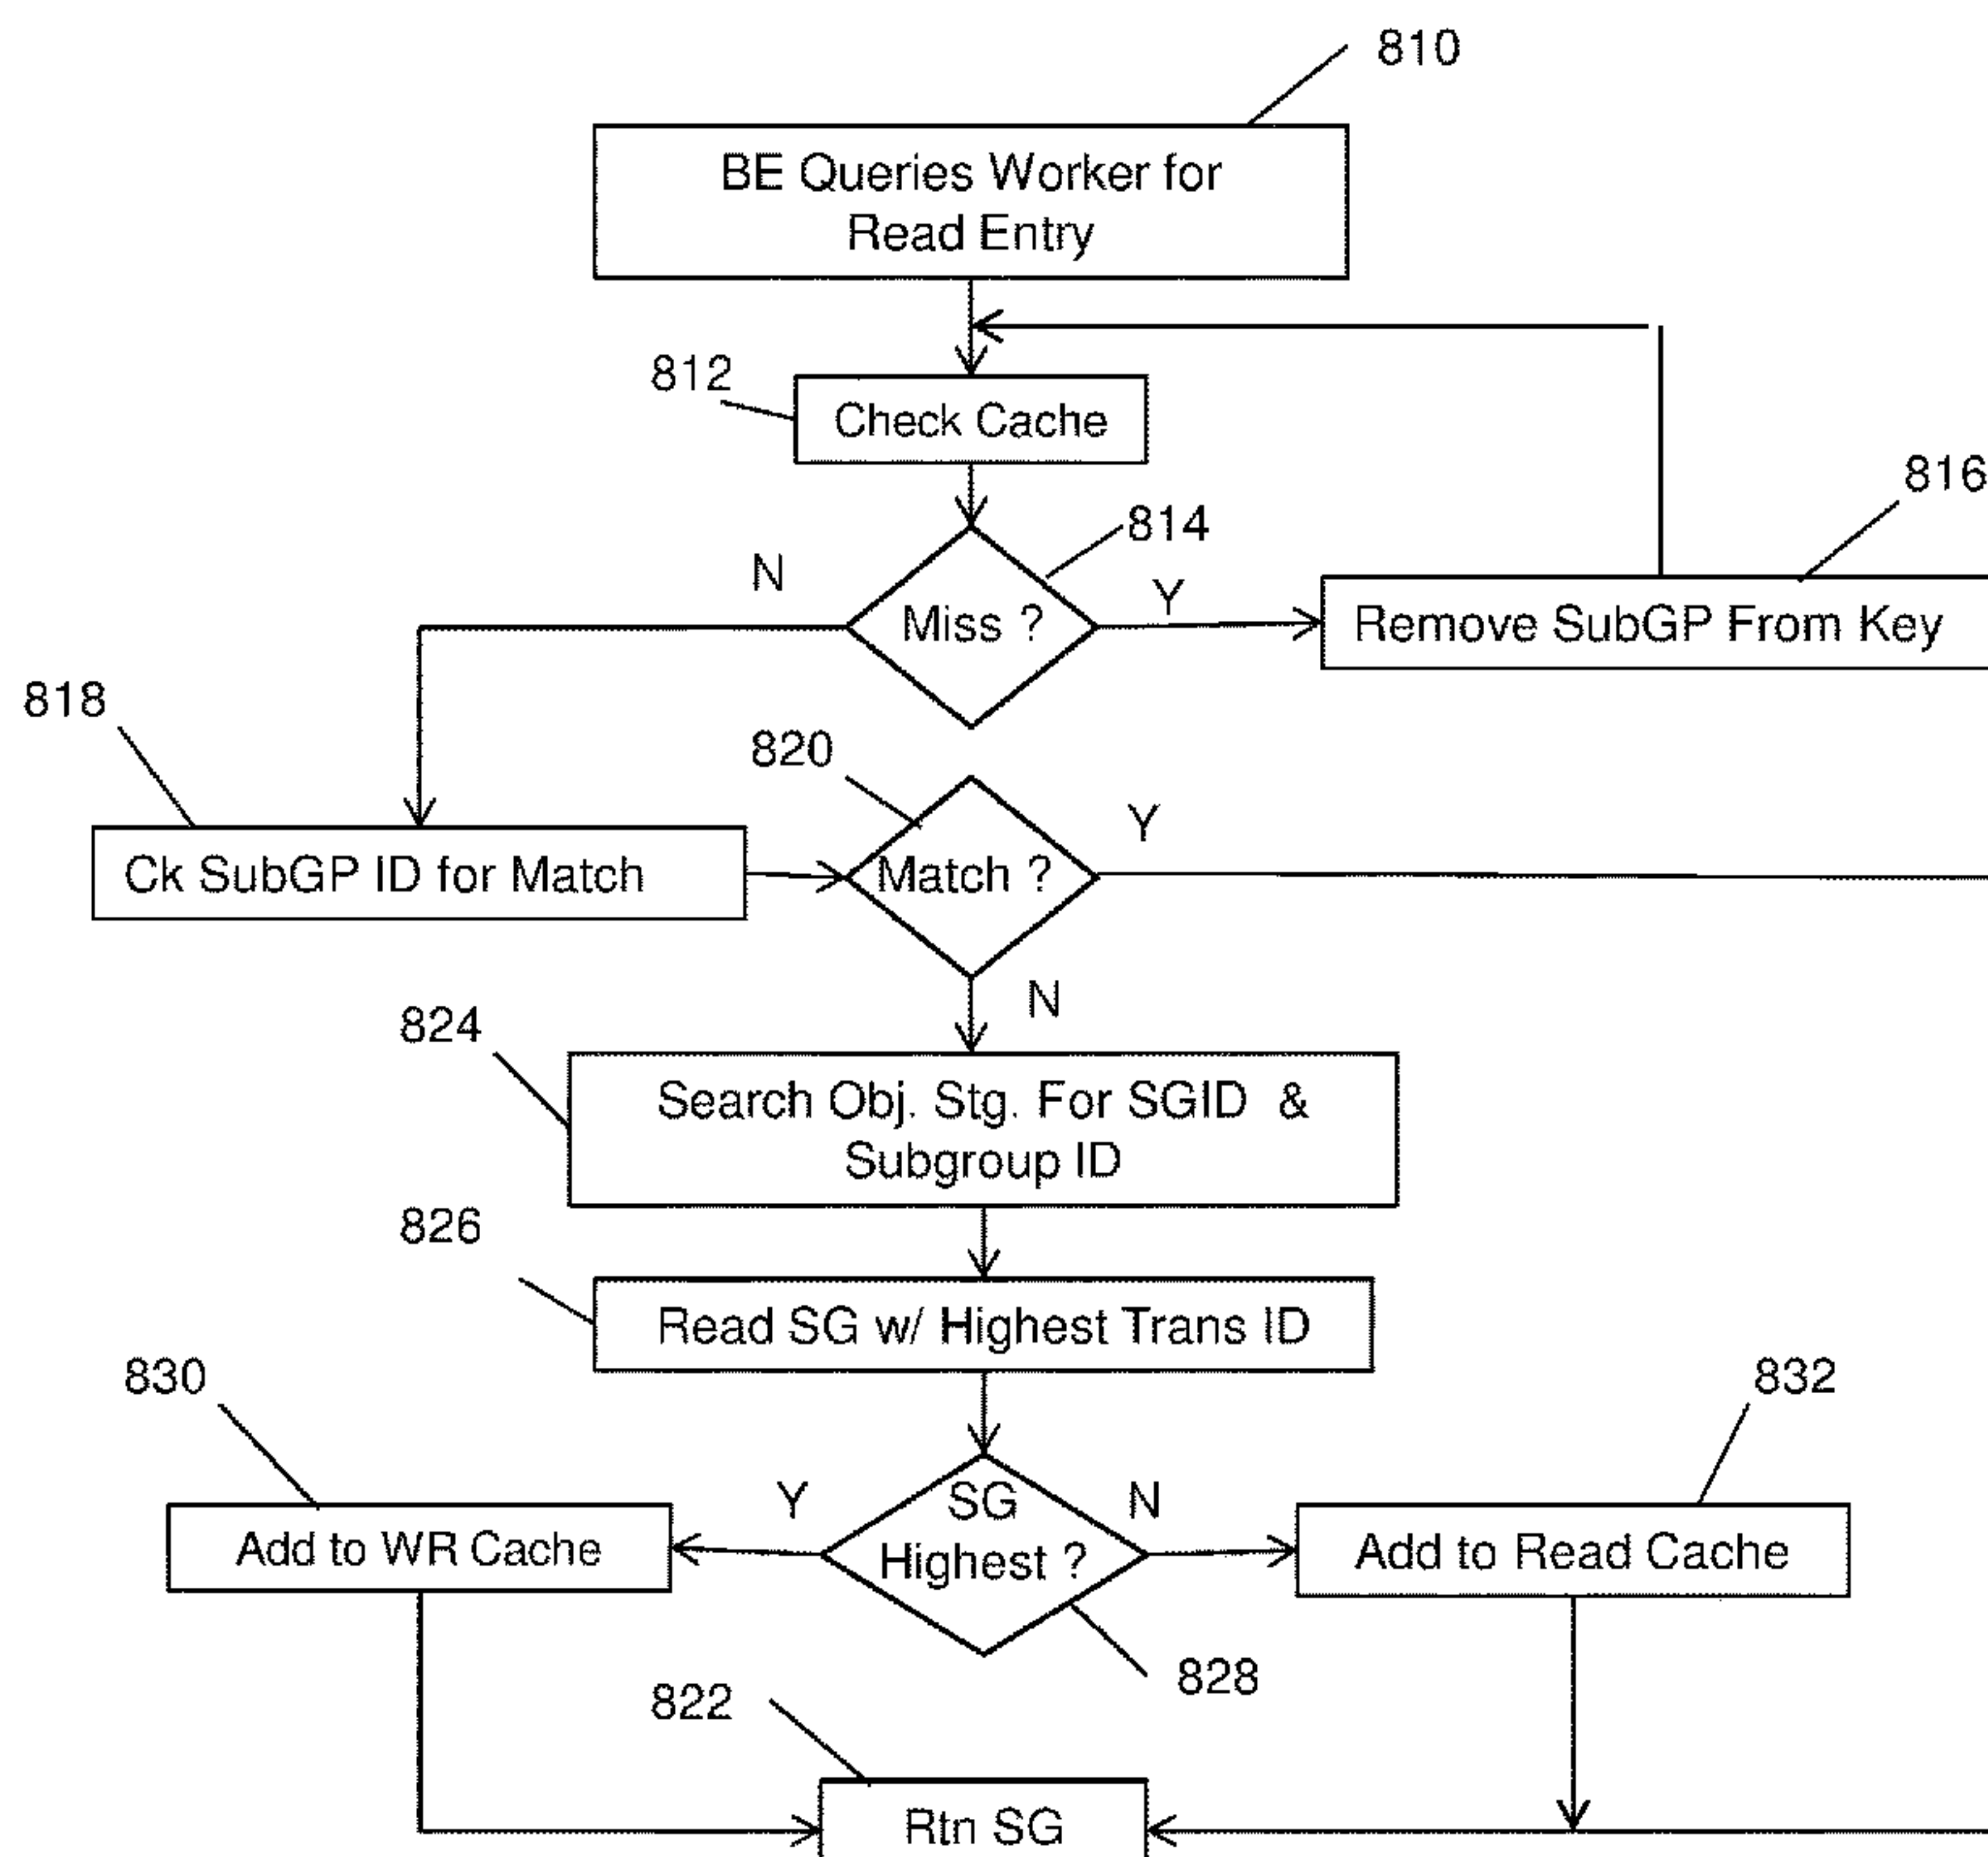 810
BE Queries Worker for
Read Entry
812
Check Cache
816
814
N
Y
Miss ?
Remove SubGP From Key
818
820
Y
Ck SubGP ID for Match
Match ?
N
824
Search Obj. Stg. For SGID &
Subgroup ID
826
Read SG w/ Highest Trans ID
830
832
Y
SG
N
Add to WR Cache
Highest ?
Add to Read Cache
828
822
Rtn SG